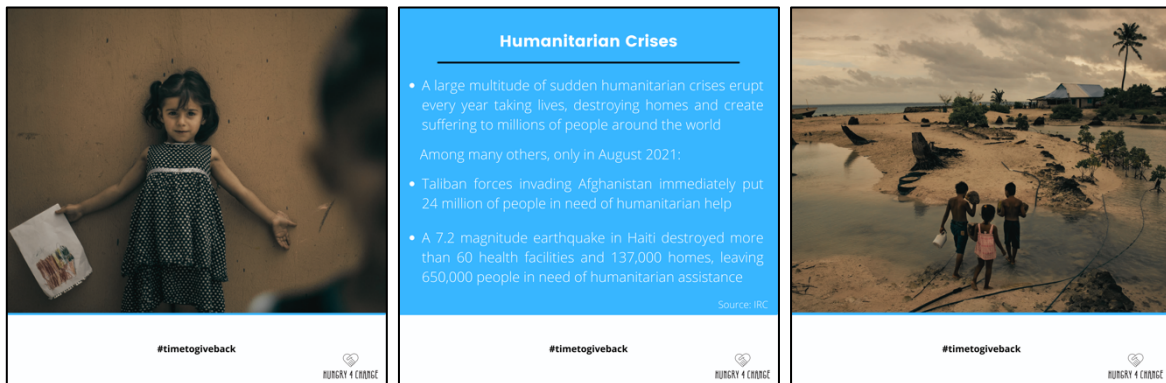 #timetogiveback
HUNGRY 4 CHANGE
Humanitarian Crises
• A large multitude of sudden humanitarian crises erupt
every year taking lives, destroying homes and create
suffering to millions of people around the world
Among many others, only in August 2021:
• Taliban forces invading Afghanistan immediately put
24 million of people in need of humanitarian help
• A 7.2 magnitude earthquake in Haiti destroyed more
than 60 health facilities and 137,000 homes, leaving
650,000 people in need of humanitarian assistance
Source: IRC
#timetogiveback
HUNGRY 4 CHANGE
#timetogiveback
HUNGRY 4 CHANGE